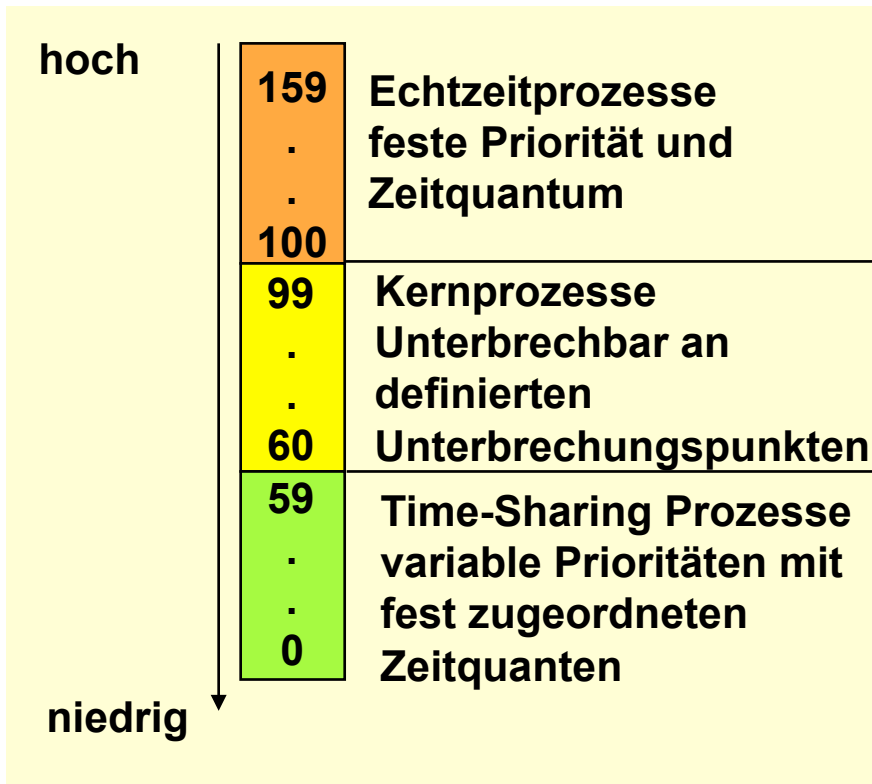 hoch
159
.
.
100
Echtzeitprozesse
feste Priorität und
Zeitquantum
99
.
.
60
Kernprozesse
Unterbrechbar an
definierten
Unterbrechungspunkten
59
.
.
0
Time-Sharing Prozesse
variable Prioritäten mit
fest zugeordneten
Zeitquanten
niedrig